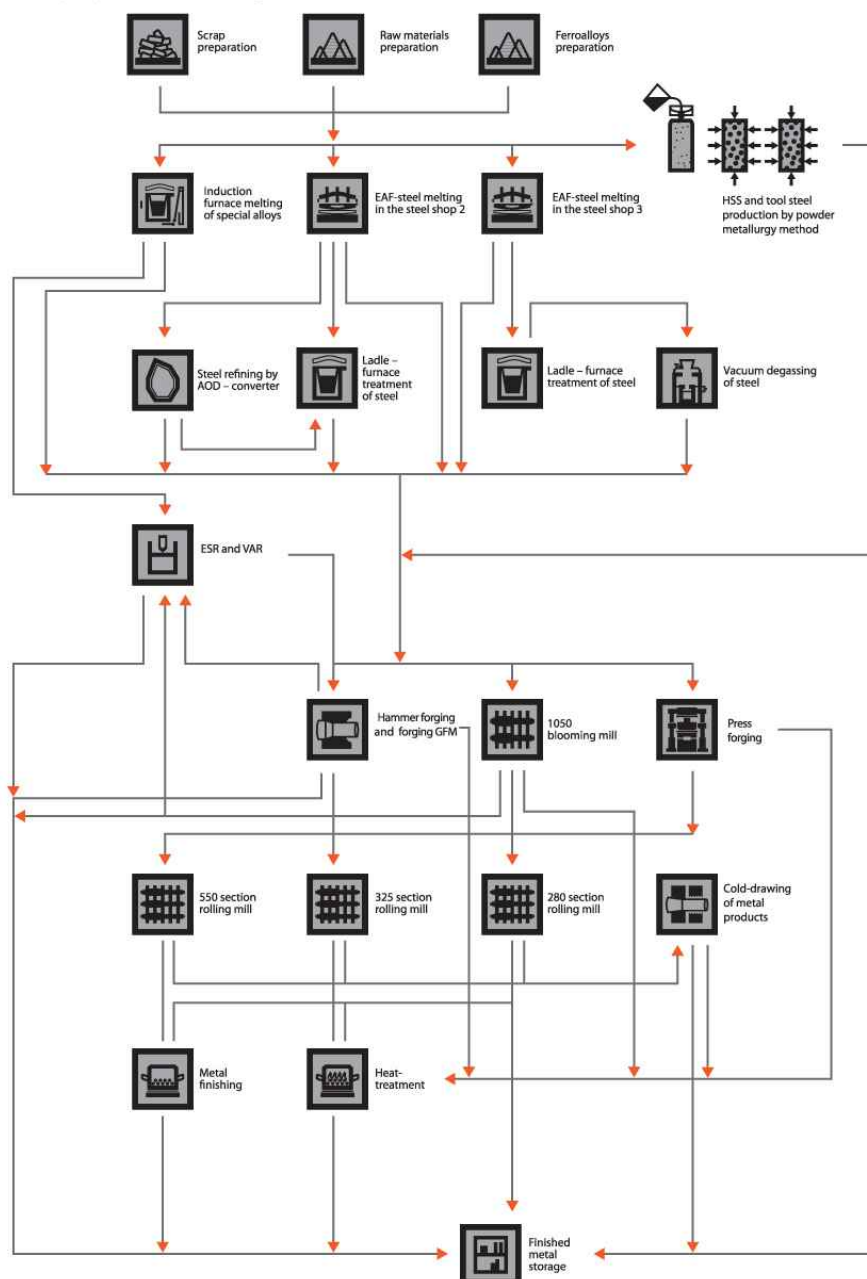 Scrap
preparation
Raw materials
preparation
Ferroalloys
preparation
Induction
furnace melting
of special alloys
EAF-steel melting
in the steel shop 2
EAF-steel melting
in the steel shop 3
HSS and tool steel
production by powder
metallurgy method
Steel refining by
AOD – converter
Ladle –
furnace
treatment
of steel
Ladle – furnace
treatment of steel
Vacuum degassing
of steel
ESR and VAR
Hammer forging
and forging GFM
1050
blooming mill
Press
forging
550 section
rolling mill
325 section
rolling mill
280 section
rolling mill
Cold-drawing
of metal
products
Metal
finishing
Heat-
treatment
Finished
metal
storage